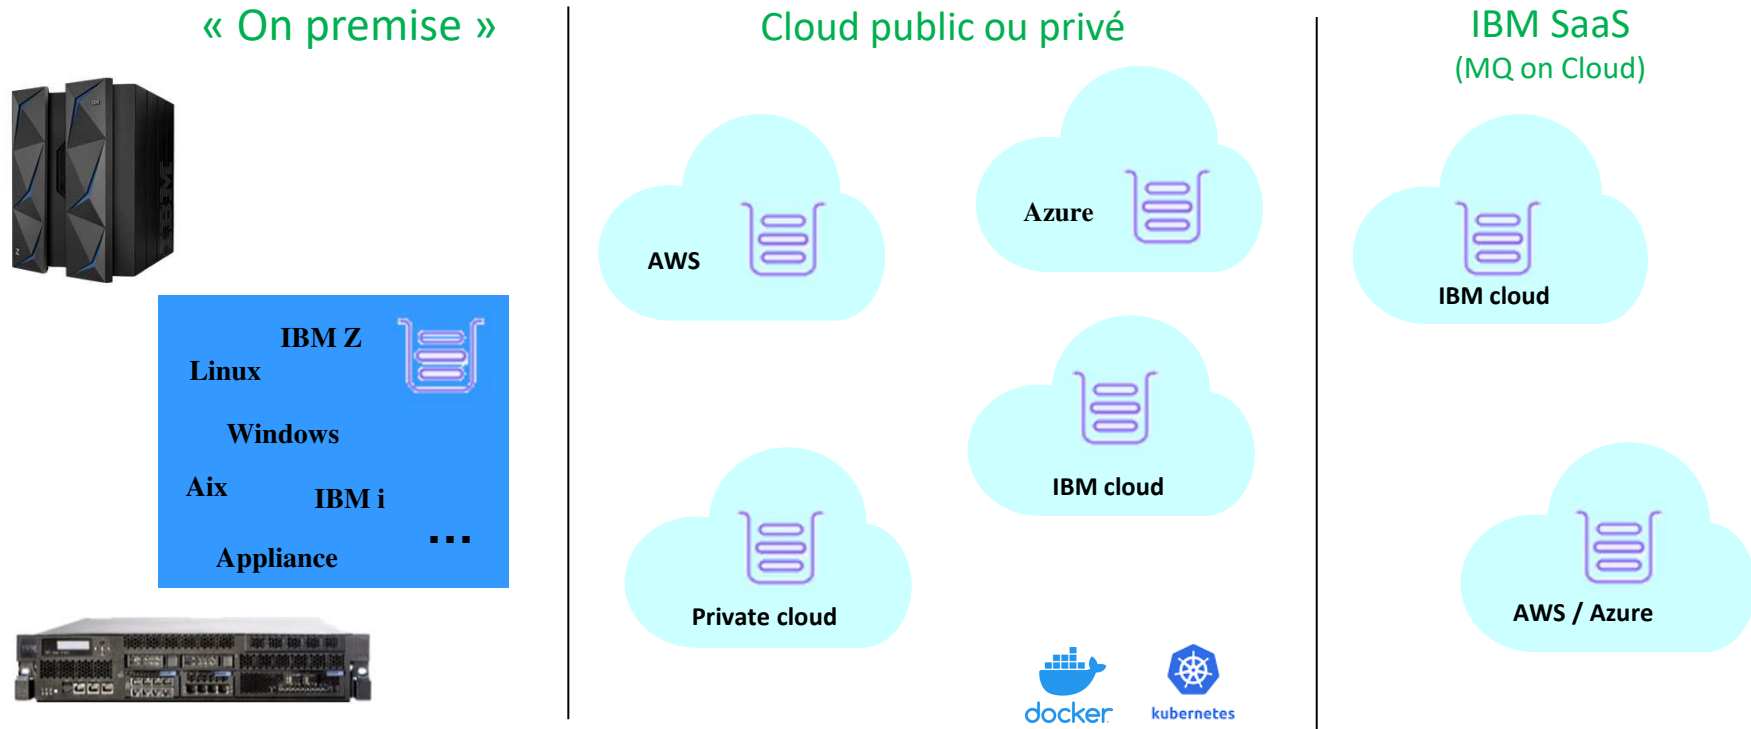 « On premise »
IBM
Z
IBM Z
Linux
Windows
Aix
IBM i
...
Appliance
Cloud public ou privé
AWS
Azure
IBM cloud
Private cloud
docker
kubernetes
IBM SaaS
(MQ on Cloud)
IBM cloud
AWS / Azure